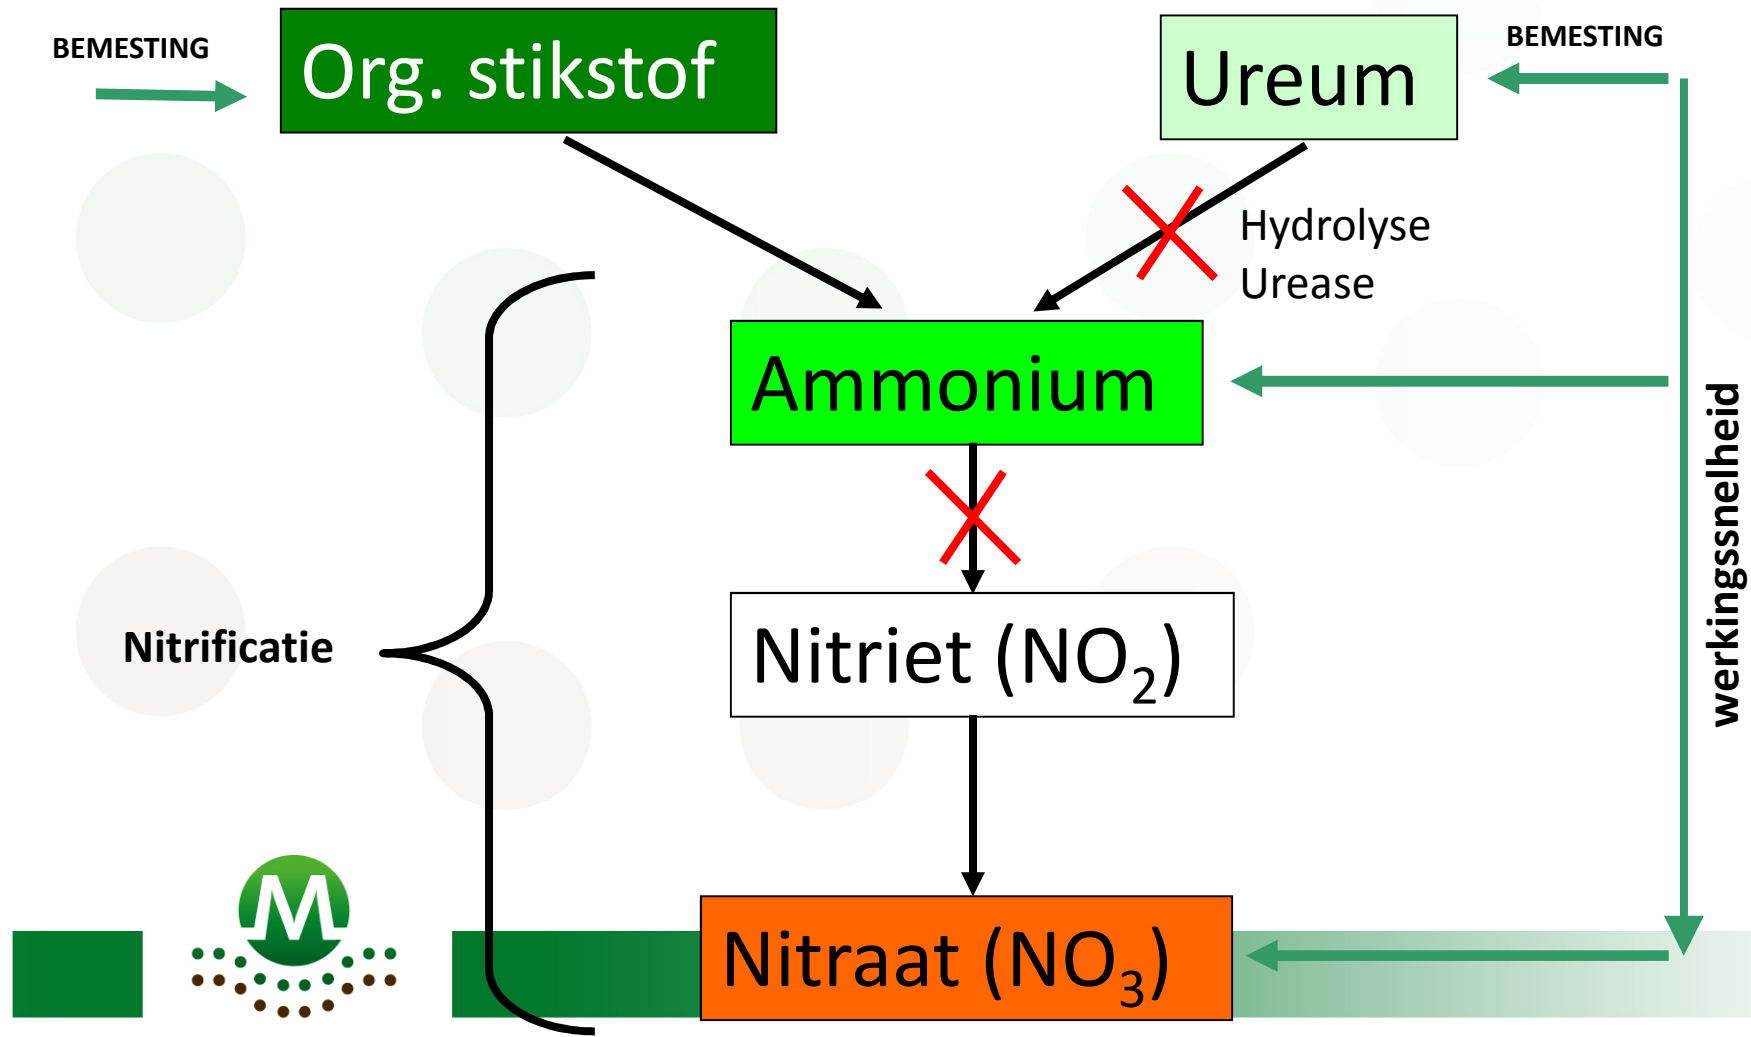 BEMESTING
Org. stikstof
Ureum
BEMESTING
Hydrolyse
Urease
Ammonium
werkingssnelheid
Nitriet (NO2)
Nitrificatie
M
Nitraat (NO3)